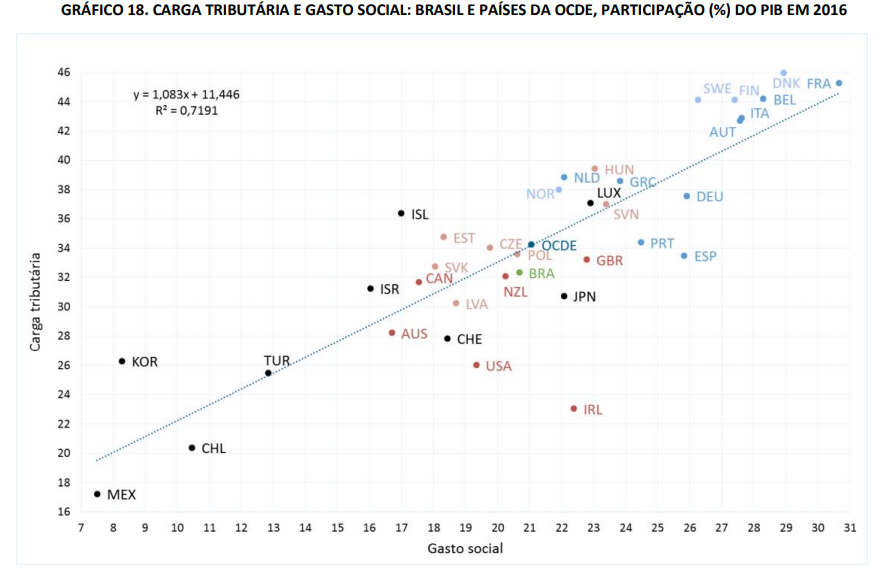 GRÁFICO 18. CARGA TRIBUTÁRIA E GASTO SOCIAL: BRASIL E PAÍSES DA OCDE, PARTICIPAÇÃO (%) DO PIB EM 2016
46
y = 1,083x + 11,446
R² = 0,7191
SWE
FIN
DNK
FRA
44
BEL
ITA
42
AUT
40
HUN
NLD
GRC
38
NOR
LUX
DEU
36
ISL
SVN
EST
34
CZE
OCDE
PRT
POL
ESP
GBR
SVK
BRA
32
CAN
ISR
NZL
JPN
30
LVA
AUS
28
CHE
26
KOR
TUR
USA
24
IRL
22
20
CHL
18
MEX
16
Carga tributária
7 8 9 10 11 12 13 14 15 16 17 18 19 20 21 22 23 24 25 26 27 28 29 30 31
Gasto social